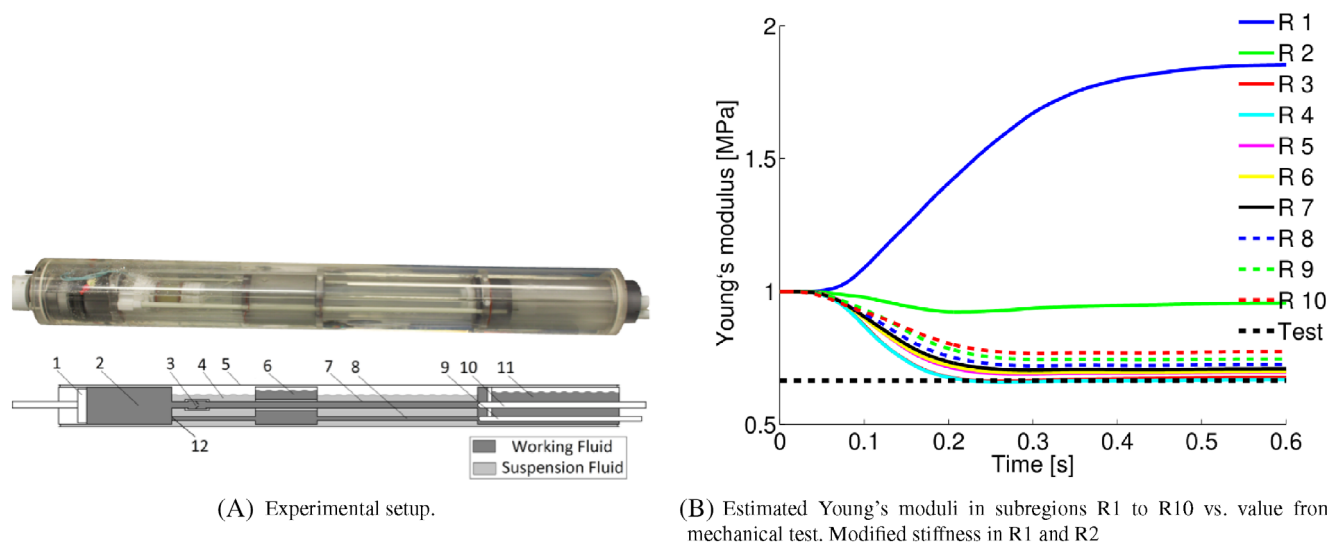 1 2 3 4 5 6 7 8 9 10 11
12
Working Fluid
Suspension Fluid
(A) Experimental setup.
Young's modulus [MPa]
2
1.5
1
0.5
0 0.1 0.2 0.3 0.4 0.5 0.6
Time [s]
R 1
R 2
R 3
R 4
R 5
R 6
R 7
R 8
R 9
R 10
Test
(B) Estimated Young's moduli in subregions R1 to R10 vs. value from
mechanical test. Modified stiffness in R1 and R2